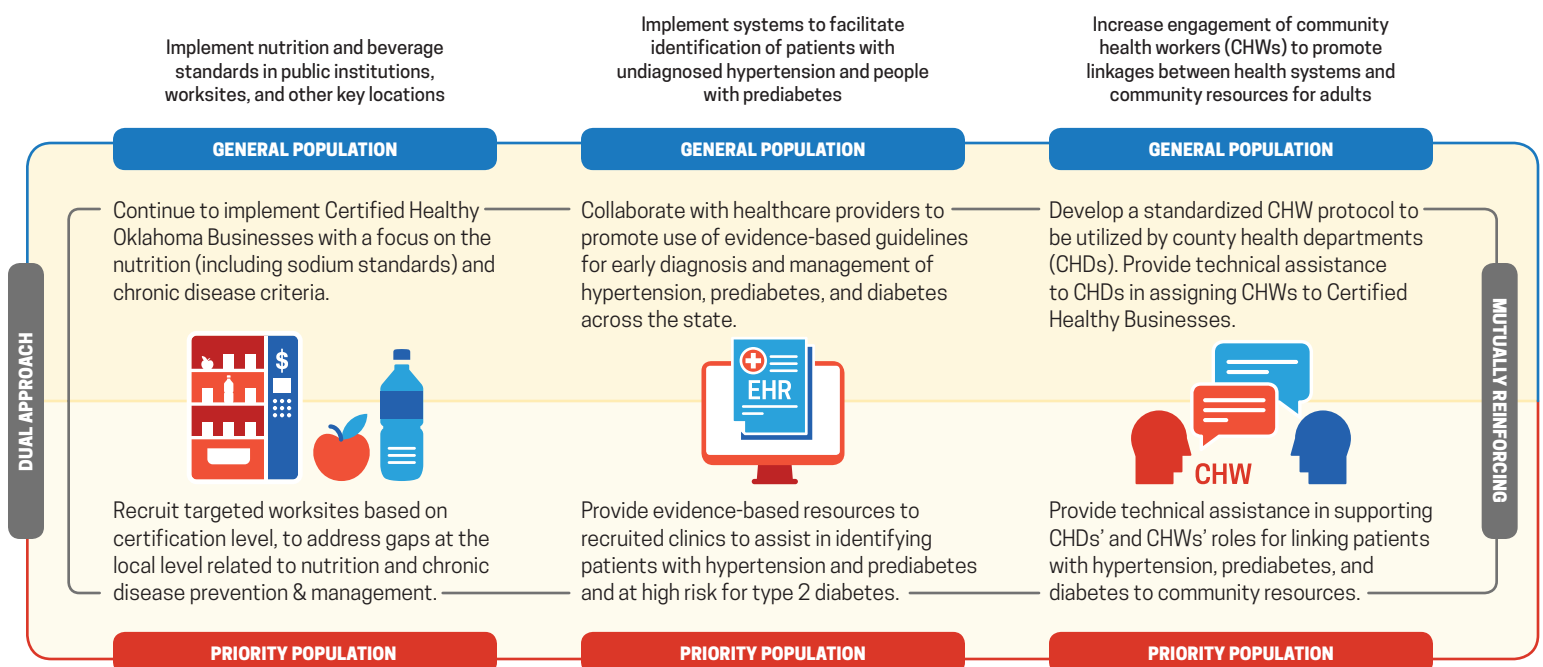 Implement nutrition and beverage
standards in public institutions,
worksites, and other key locations
Implement systems to facilitate
identification of patients with
undiagnosed hypertension and people
with prediabetes
Increase engagement of community
health workers (CHWs) to promote
linkages between health systems and
community resources for adults
GENERAL POPULATION
GENERAL POPULATION
GENERAL POPULATION
DUAL APPROACH
Continue to implement Certified Healthy
Oklahoma Businesses with a focus on the
nutrition (including sodium standards) and
chronic disease criteria.
Collaborate with healthcare providers to
promote use of evidence-based guidelines
for early diagnosis and management of
hypertension, prediabetes, and diabetes
across the state.
Develop a standardized CHW protocol to
be utilized by county health departments
(CHDs). Provide technical assistance
to CHDs in assigning CHWs to Certified
Healthy Businesses.
MUTUALLY REINFORCING
$
EHR
CHW
Recruit targeted worksites based on
certification level, to address gaps at the
local level related to nutrition and chronic
disease prevention & management.
Provide evidence-based resources to
recruited clinics to assist in identifying
patients with hypertension and prediabetes
and at high risk for type 2 diabetes.
Provide technical assistance in supporting
CHDs’ and CHWs’ roles for linking patients
with hypertension, prediabetes, and
diabetes to community resources.
PRIORITY POPULATION
PRIORITY POPULATION
PRIORITY POPULATION